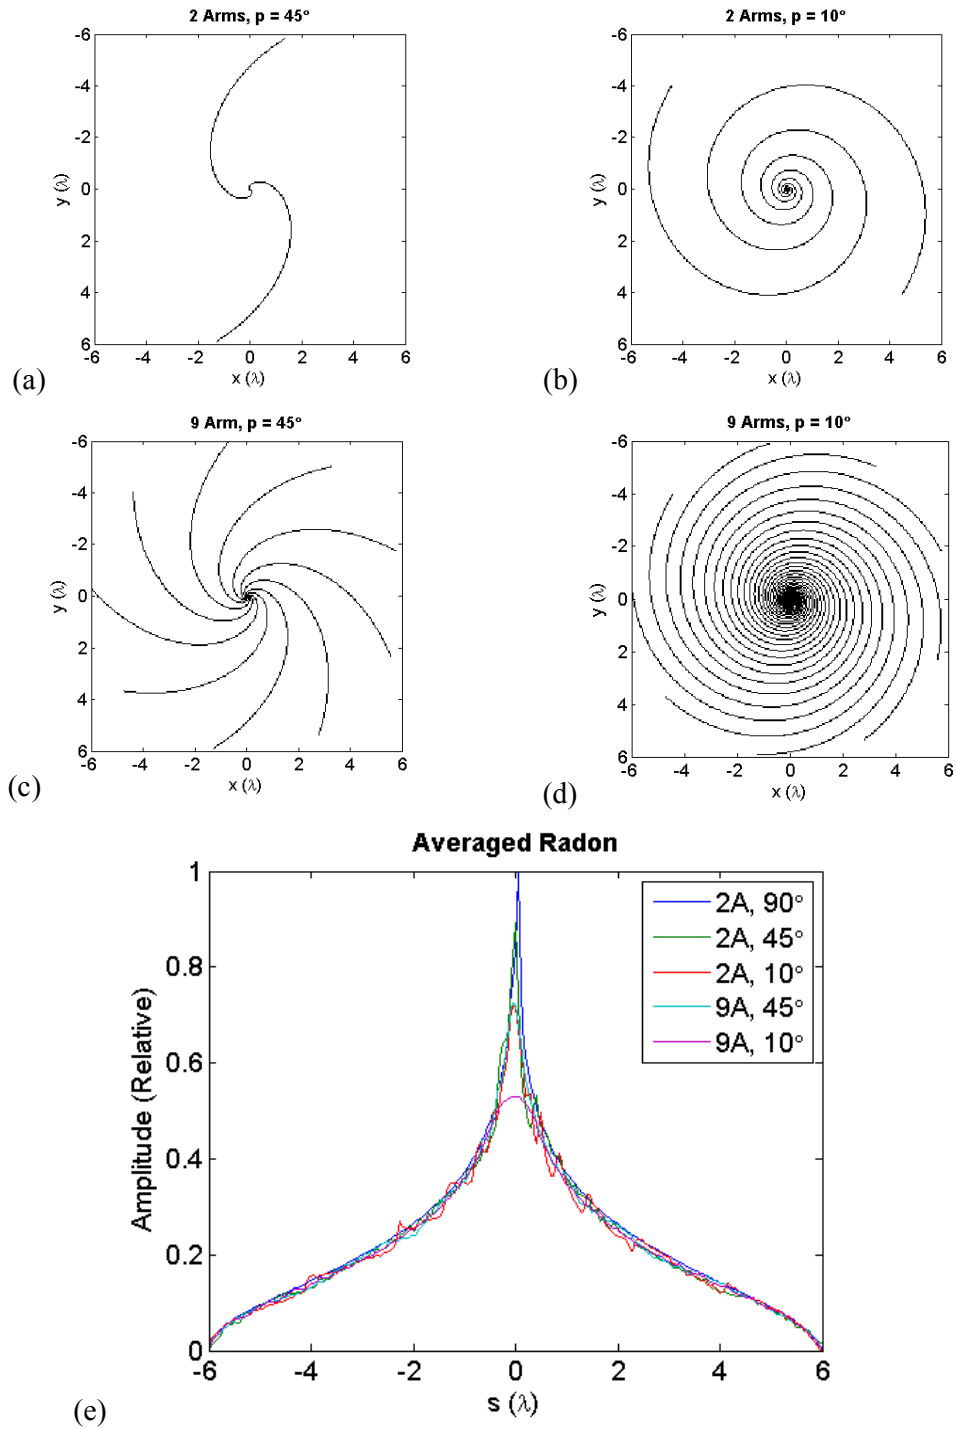 2 Arms, p = 45°
-6
-4
-2
0
2
4
6
y (λ)
-6 -4 -2 0 2 4 6
x (λ)
(a)
2 Arms, p = 10°
-6
-4
-2
0
2
4
6
y (λ)
-6 -4 -2 0 2 4 6
x (λ)
(b)
9 Arm, p = 45°
-6
-4
-2
0
2
4
6
y (λ)
-6 -4 -2 0 2 4 6
x (λ)
(c)
9 Arms, p = 10°
-6
-4
-2
0
2
4
6
y (λ)
-6 -4 -2 0 2 4 6
x (λ)
(d)
Averaged Radon
1
0.8
0.6
0.4
0.2
0
Amplitude (Relative)
2A, 90°
2A, 45°
2A, 10°
9A, 45°
9A, 10°
-6 -4 -2 0 2 4 6
s (λ)
(e)